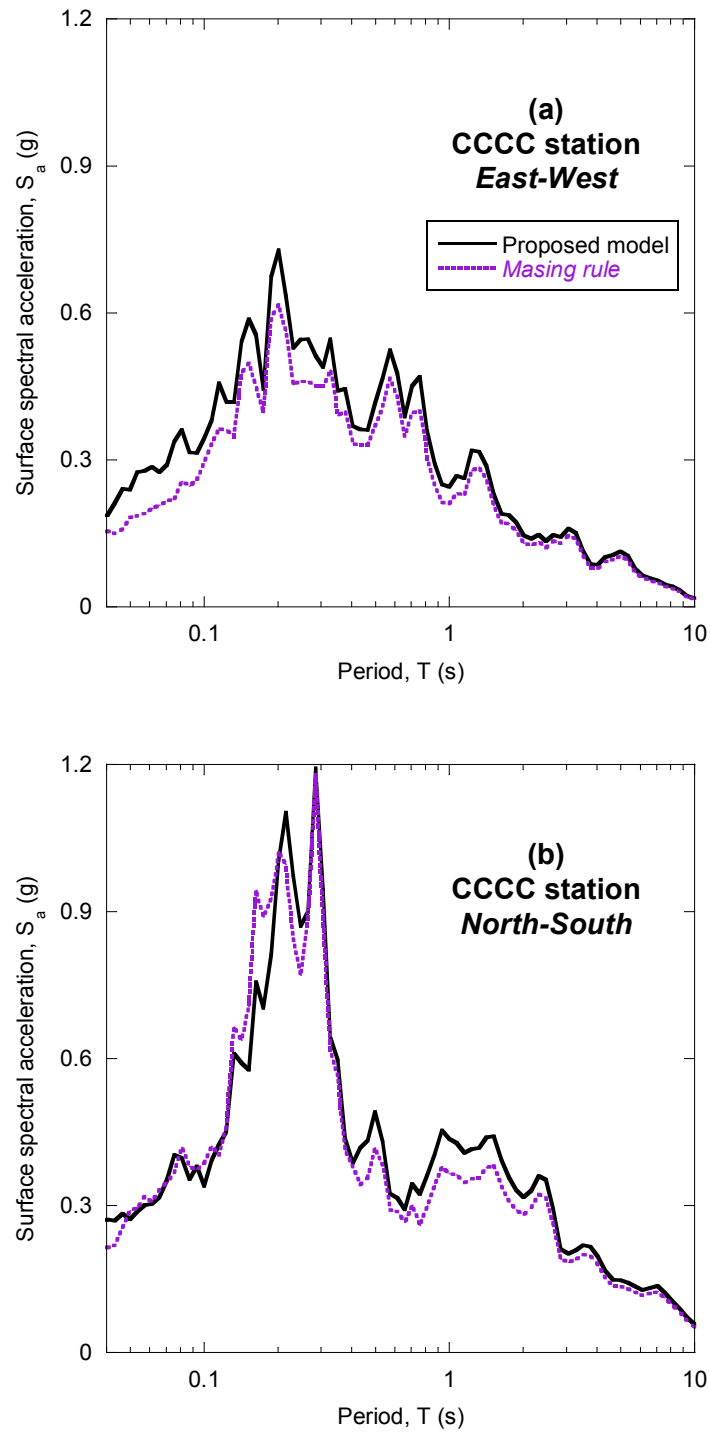 1.2
0.9
0.6
0.3
0
Surface spectral acceleration, S a (g)
(a)
CCCC station
East-West
Proposed model
Masing rule
0.1 1 10
Period, T (s)
1.2
0.9
0.6
0.3
0
Surface spectral acceleration, S a (g)
(b)
CCCC station
North-South
0.1 1 10
Period, T (s)